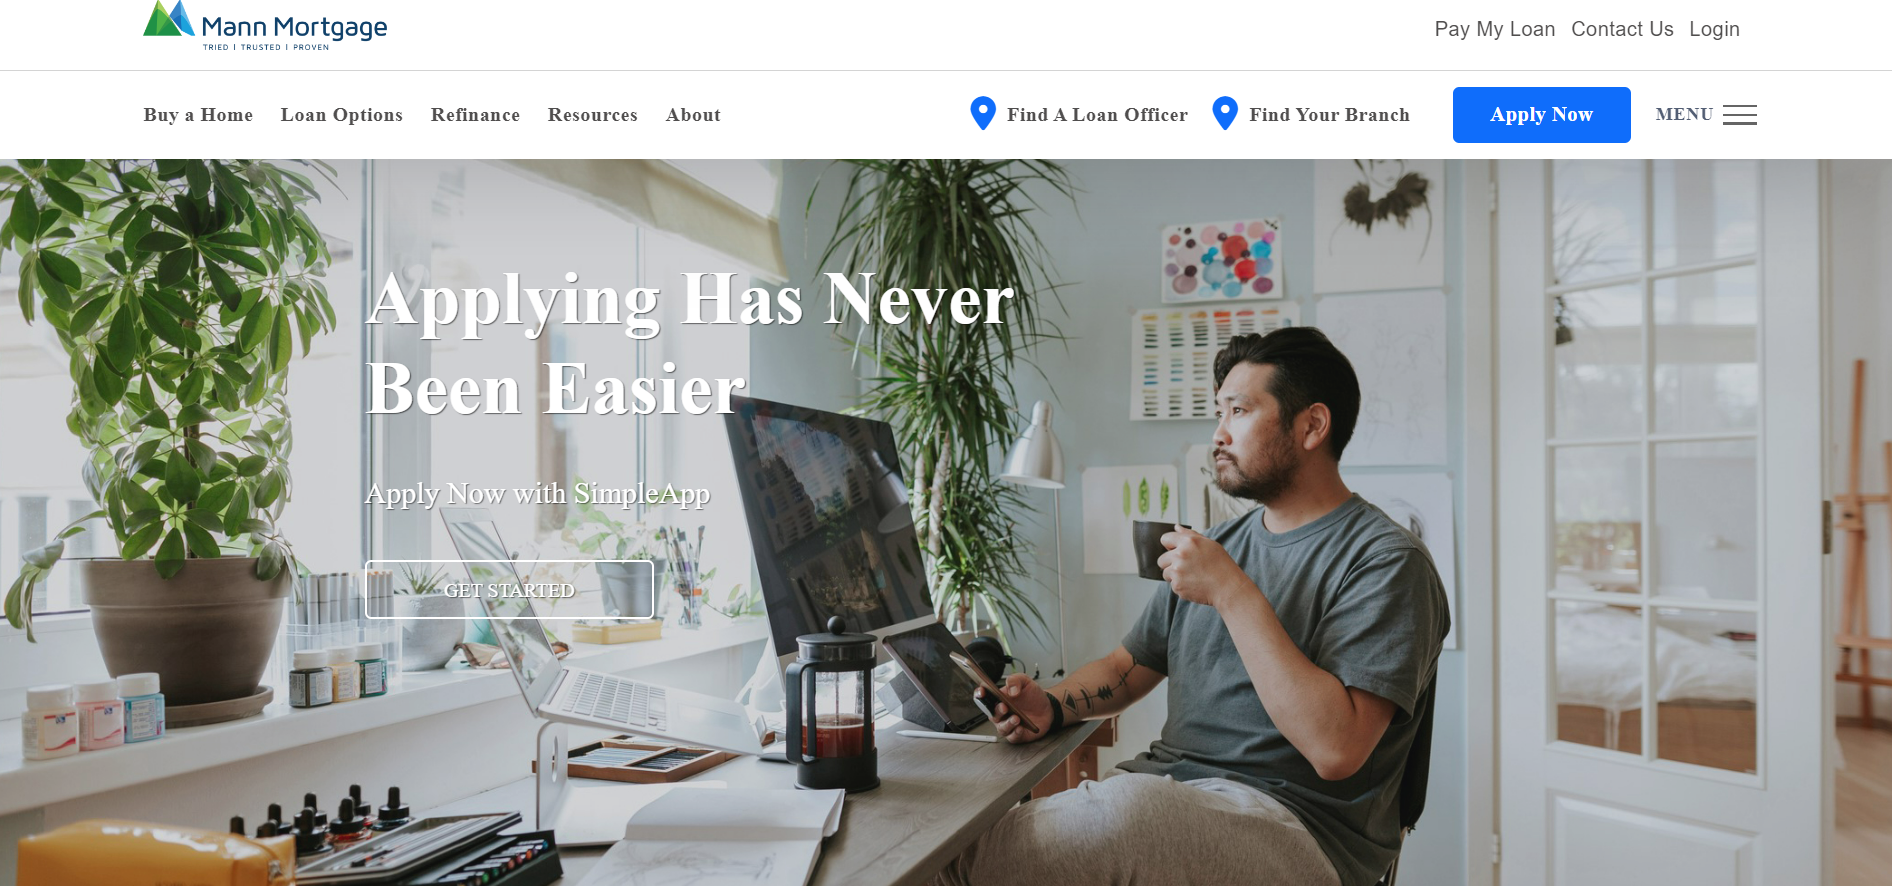 Mann Mortgage
TRIED | TRUSTED | PROVEN
Pay My Loan Contact Us Login
Buy a Home Loan Options Refinance Resources About
Find A Loan Officer Find Your Branch Apply Now MENU
Applying Has Never
Been Easier
Apply Now with SimpleApp
GET STARTED